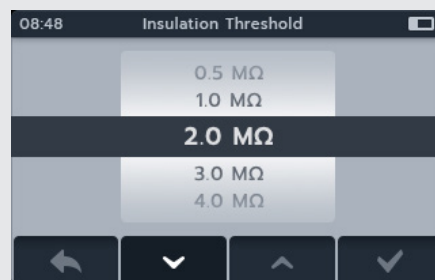 08:48 Insulation Threshold
0.5 MΩ
1.0 MΩ
2.0 MΩ
3.0 MΩ
4.0 MΩ